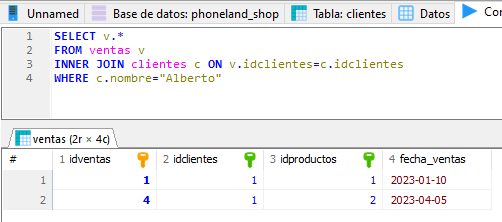 Unnamed Base de datos: phoneland_shop Tabla: clientes Datos Co
1 SELECT v.*
2 FROM ventas v
3 INNER JOIN clientes c ON v.idclientes=c.idclientes
4 WHERE c.nombre="Alberto"
ventas (2r × 4c)
# 1 idventas 2 idclientes 3 idproductos 4 fecha_ventas
1 1 1 1 2023-01-10
2 4 1 2 2023-04-05